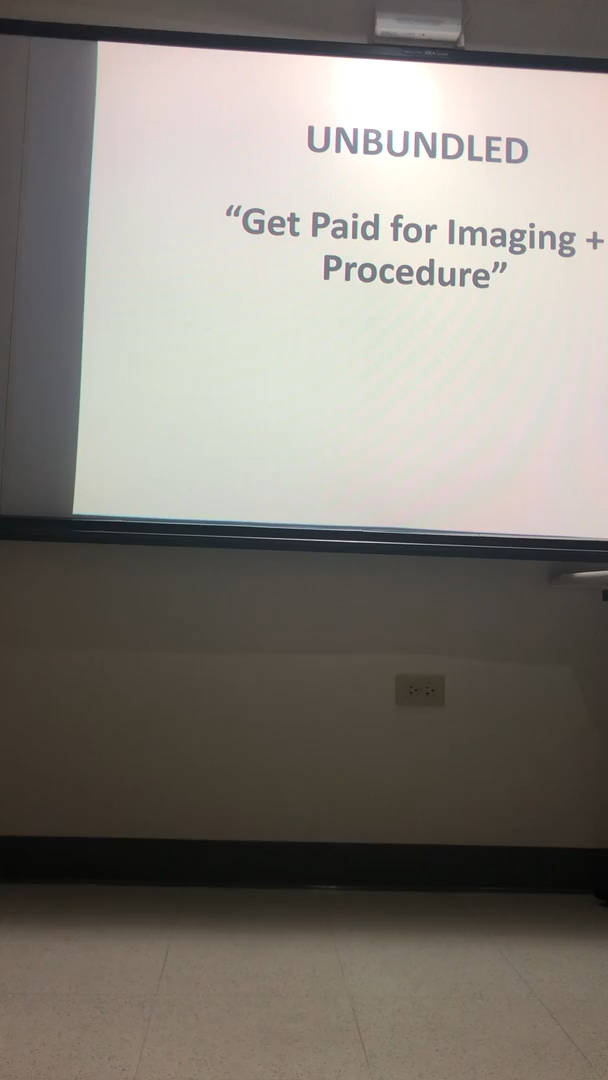 UNBUNDLED
“Get Paid for Imaging +
Procedure”